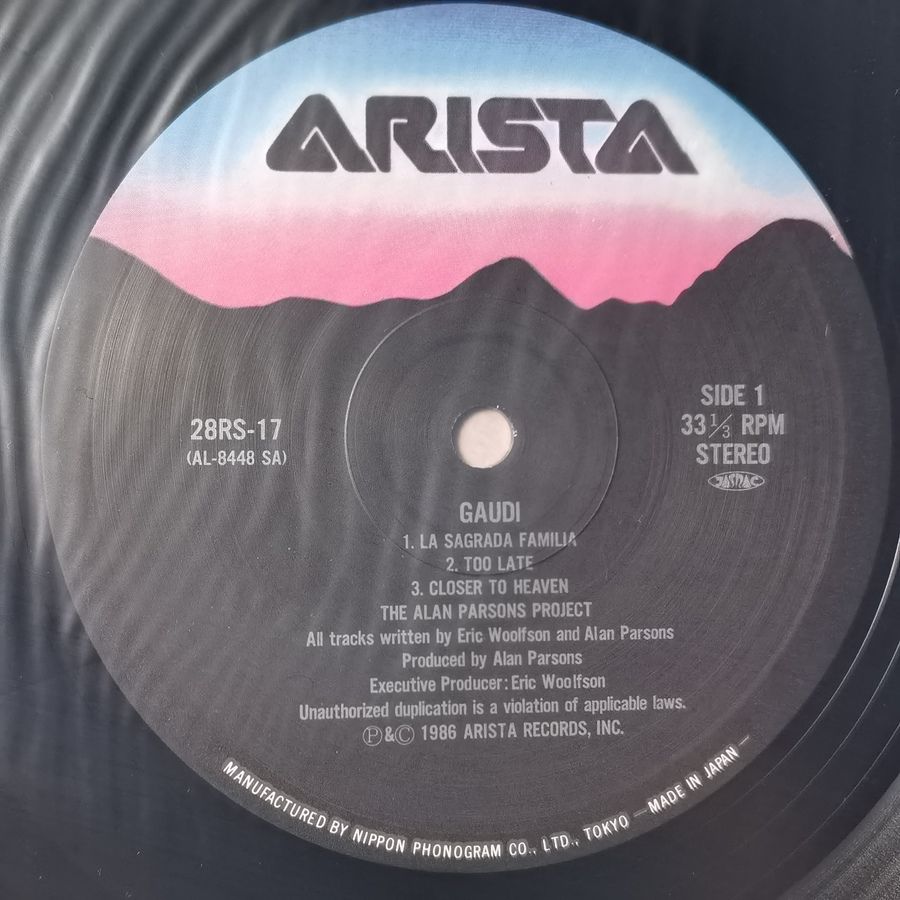 ARISTA
28RS-17
(AL-8448 SA)
SIDE 1
33 1/3 RPM
STEREO
JASRAC
GAUDI
1. LA SAGRADA FAMILIA
2. TOO LATE
3. CLOSER TO HEAVEN
THE ALAN PARSONS PROJECT
All tracks written by Eric Woolfson and Alan Parsons
Produced by Alan Parsons
Executive Producer: Eric Woolfson
Unauthorized duplication is a violation of applicable laws.
Ⓟ&Ⓒ 1986 ARISTA RECORDS, INC.
MANUFACTURED BY NIPPON PHONOGRAM CO., LTD., TOKYO — MADE IN JAPAN —